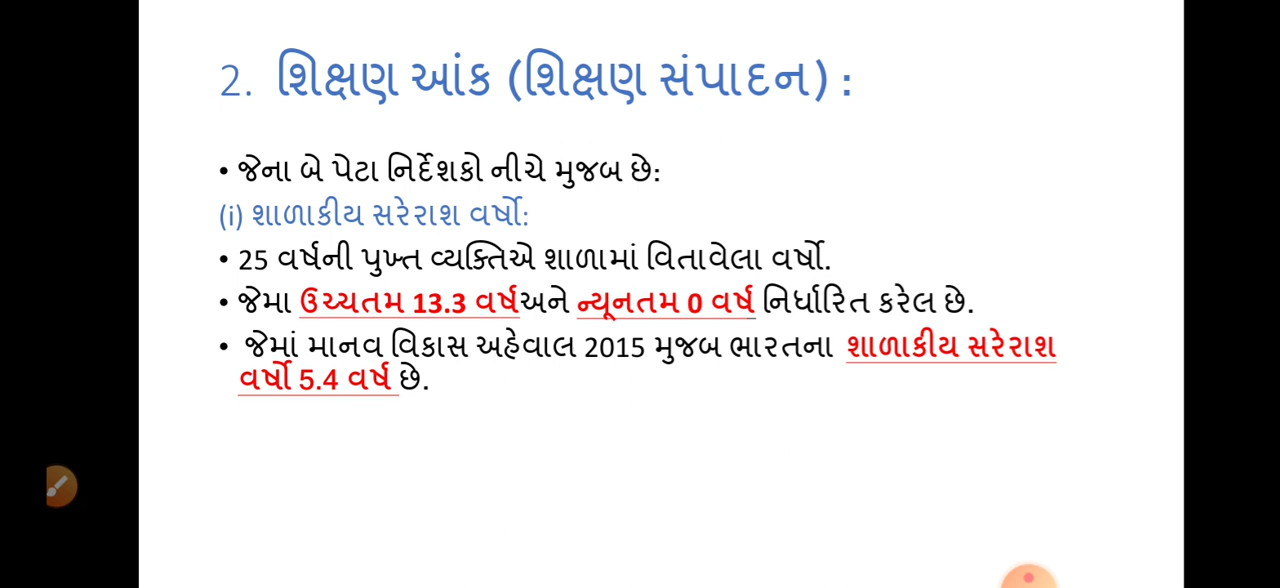 2. શિક્ષણ આંક (શિક્ષણ સંપાદન) :
• જેના બે પેટા નિર્દેશકો નીચે મુજબ છે:
(i) શાળાકીય સરેરાશ વર્ષો:
• 25 વર્ષની પુખ્ત વ્યક્તિએ શાળામાં વિતાવેલા વર્ષો.
• જેમા ઉચ્ચતમ 13.3 વર્ષ અને ન્યૂનતમ 0 વર્ષ નિર્ધારિત કરેલ છે.
• જેમાં માનવ વિકાસ અહેવાલ 2015 મુજબ ભારતના શાળાકીય સરેરાશ
વર્ષો 5.4 વર્ષ છે.